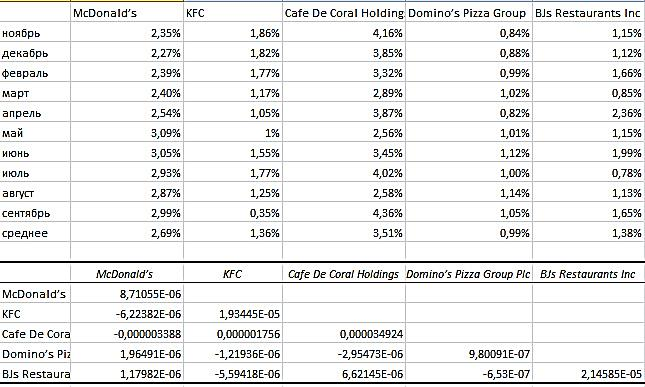 McDonald’s KFC Cafe De Coral Holding Domino’s Pizza Group BJs Restaurants Inc
ноябрь 2,35% 1,86% 4,16% 0,84% 1,15%
декабрь 2,27% 1,82% 3,85% 0,88% 1,12%
февраль 2,39% 1,77% 3,32% 0,99% 1,66%
март 2,40% 1,17% 2,89% 1,02% 0,85%
апрель 2,54% 1,05% 3,87% 0,82% 2,36%
май 3,09% 1% 2,56% 1,01% 1,15%
июнь 3,05% 1,55% 3,45% 1,12% 1,99%
июль 2,93% 1,77% 4,02% 1,00% 0,78%
август 2,87% 1,25% 2,58% 1,14% 1,13%
сентябрь 2,99% 0,35% 4,36% 1,05% 1,65%
среднее 2,69% 1,36% 3,51% 0,99% 1,38%
McDonald’s KFC Cafe De Coral Holdings Domino’s Pizza Group Plc BJs Restaurants Inc
McDonald’s 8,71055E-06
KFC -6,22382E-06 1,93445E-05
Cafe De Cora -0,000003388 0,000001756 0,000034924
Domino’s Piz 1,96491E-06 -1,21936E-06 -2,95473E-06 9,80091E-07
BJs Restaura 1,17982E-06 -5,59418E-06 6,62145E-06 -6,53E-07 2,14585E-05